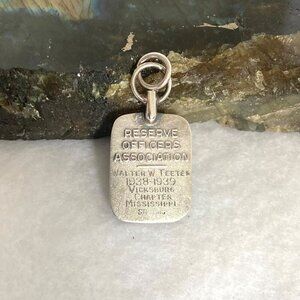 RESERVE
OFFICERS
ASSOCIATION
WALTER W TEETER
1938-1939
VICKSBURG
CHAPTER
MISSISSIPPI